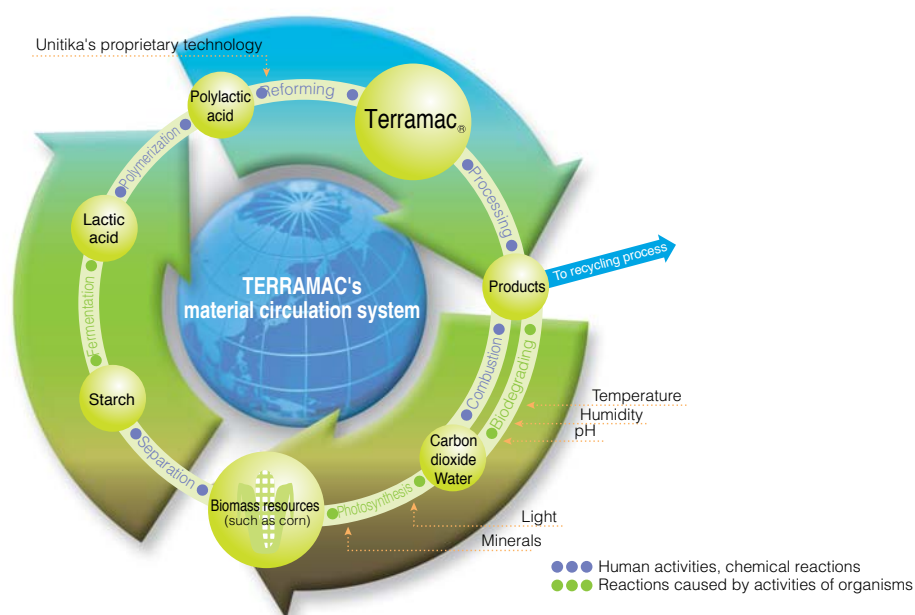 Unitika's proprietary technology
Polylactic
acid
Reforming
Terramac®
Polymerization
Processing
Lactic
acid
Products
To recycling process
TERRAMAC's
material circulation system
Fermentation
Combustion
Biodegrading
Temperature
Humidity
pH
Starch
Carbon
dioxide
Water
Separation
Biomass resources
(such as corn)
Photosynthesis
Light
Minerals
Human activities, chemical reactions
Reactions caused by activities of organisms